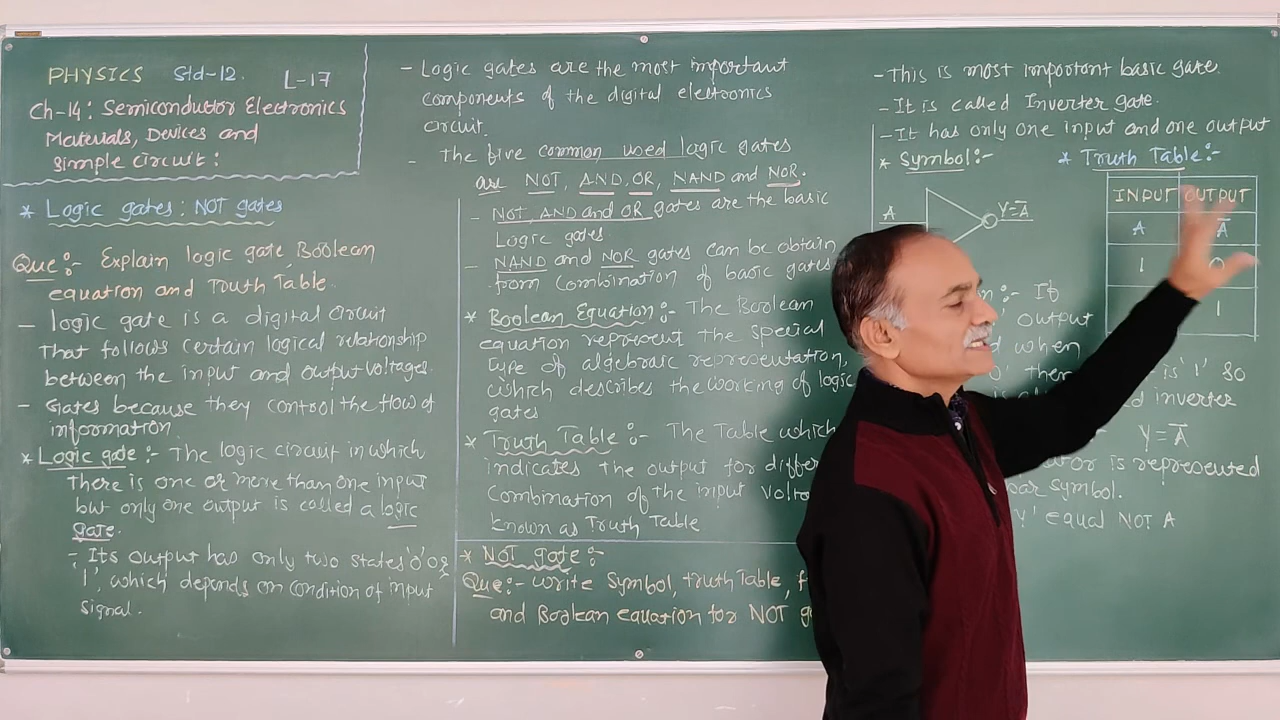 PHYSICS Std-12. L-17
Ch-14: Semiconductor Electronics
Materials, Devices and
simple circuit:
* Logic gates: NOT gates
Que:- Explain logic gate, Boolean
equation and Truth Table.
- logic gate is a digital circuit
That follows certain logical relationship
between the input and output voltages.
- Gates because they control the flow of
information.
* Logic gate:- The logic circuit in which
there is one or more than one input
but only one output is called a logic
gate.
- Its output has only two states 'o' or
'1', which depends on condition of input
signal.
- Logic gates are the most important
components of the digital electronics
circuit.
- The five common used logic gates
are NOT, AND, OR, NAND and NOR.
- NOT, AND and OR gates are the basic
Logic gates
- NAND and NOR gates can be obtain
from combination of basic gates
* Boolean Equation:- The Boolean
equation represent the special
type of algebraic representation,
which describes the working of logic
gates
* Truth Table:- The Table which
indicates the output for differ
Combination of the input
known as Truth Table
* NOT gate:-
Que:- write symbol, truth Table,
and Boolean equation for NOT
- This is most important basic gate.
- It is called Inverter gate.
- It has only one input and one output
* Symbol:-
A Y=A̅
* Truth Table:-
INPUT OUTPUT
A A̅
1 0
1
:- If
output
when
is '1' so
inverter
Y=A̅
is represented
bar symbol.
'Y' equal NOT A